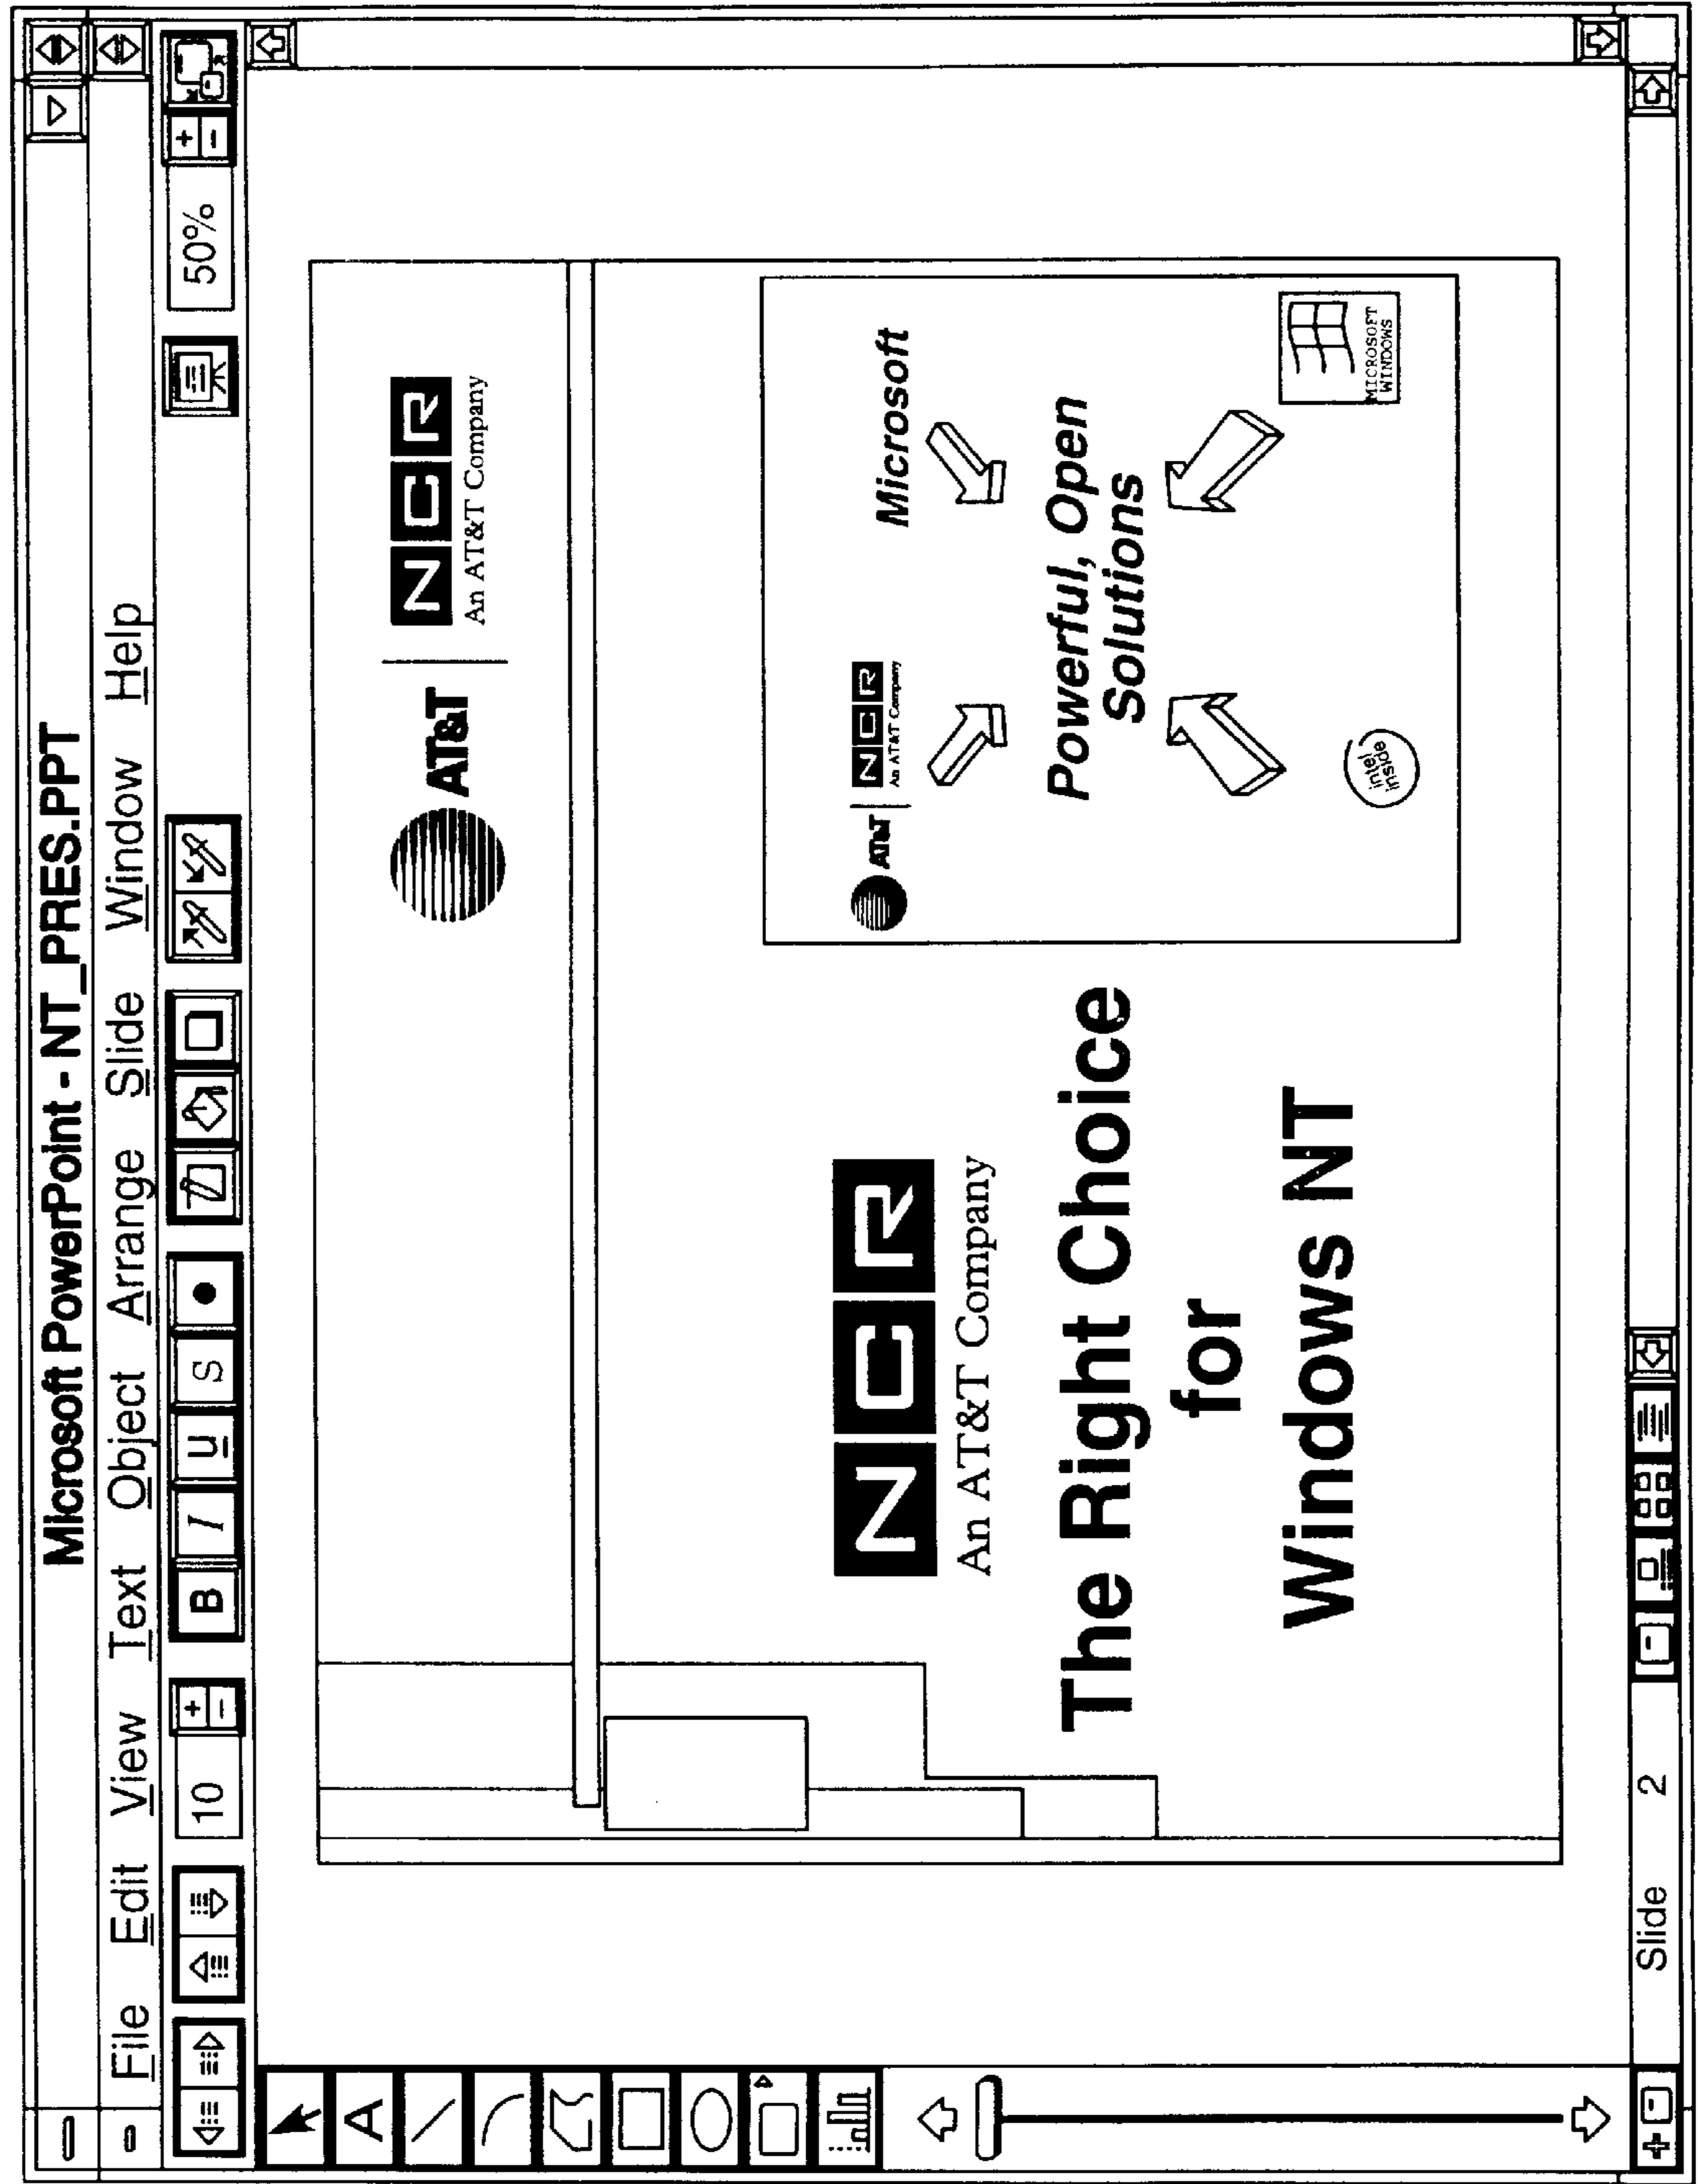 Microsoft PowerPoint - NT_PRES.PPT
File Edit View Text Object Arrange Slide Window Help
10 + − B I U S 50% + −
A
AT&T NCR
An AT&T Company
NCR
An AT&T Company
The Right Choice
for
Windows NT
AT&T NCR
An AT&T Company
Microsoft
Powerful, Open
Solutions
intel
inside
MICROSOFT
WINDOWS
Slide 2